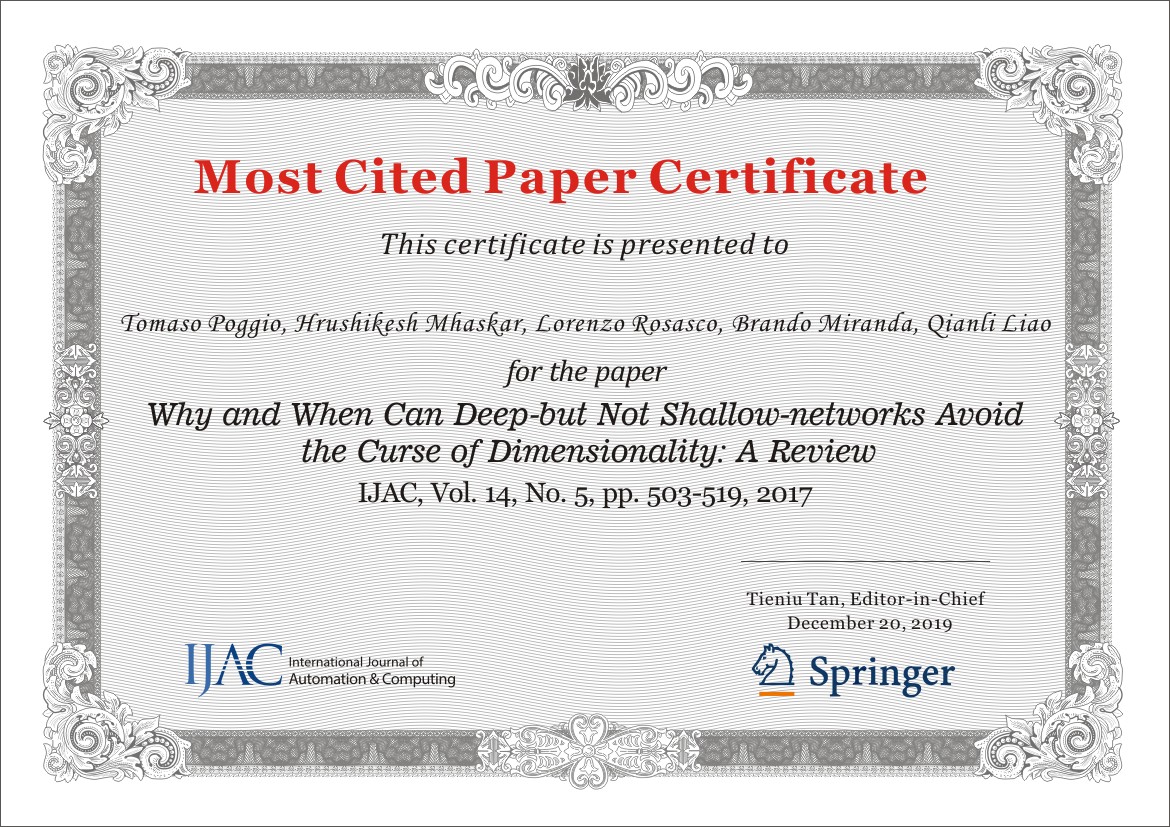 Most Cited Paper Certificate
This certificate is presented to
Tomaso Poggio, Hrushikesh Mhaskar, Lorenzo Rosasco, Brando Miranda, Qianli Liao
for the paper
Why and When Can Deep-but Not Shallow-networks Avoid
the Curse of Dimensionality: A Review
IJAC, Vol. 14, No. 5, pp. 503-519, 2017
Tieniu Tan, Editor-in-Chief
December 20, 2019
IJAC
International Journal of
Automation & Computing
Springer